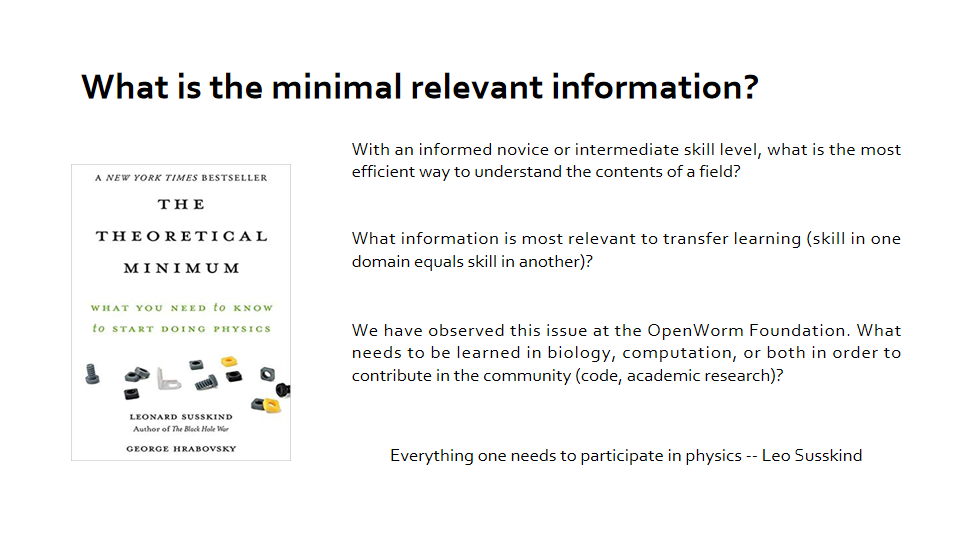 What is the minimal relevant information?
A NEW YORK TIMES BESTSELLER
THE
THEORETICAL
MINIMUM
WHAT YOU NEED to KNOW
to START DOING PHYSICS
LEONARD SUSSKIND
Author of The Black Hole War
GEORGE HRABOVSKY
With an informed novice or intermediate skill level, what is the most
efficient way to understand the contents of a field?
What information is most relevant to transfer learning (skill in one
domain equals skill in another)?
We have observed this issue at the OpenWorm Foundation. What
needs to be learned in biology, computation, or both in order to
contribute in the community (code, academic research)?
Everything one needs to participate in physics -- Leo Susskind